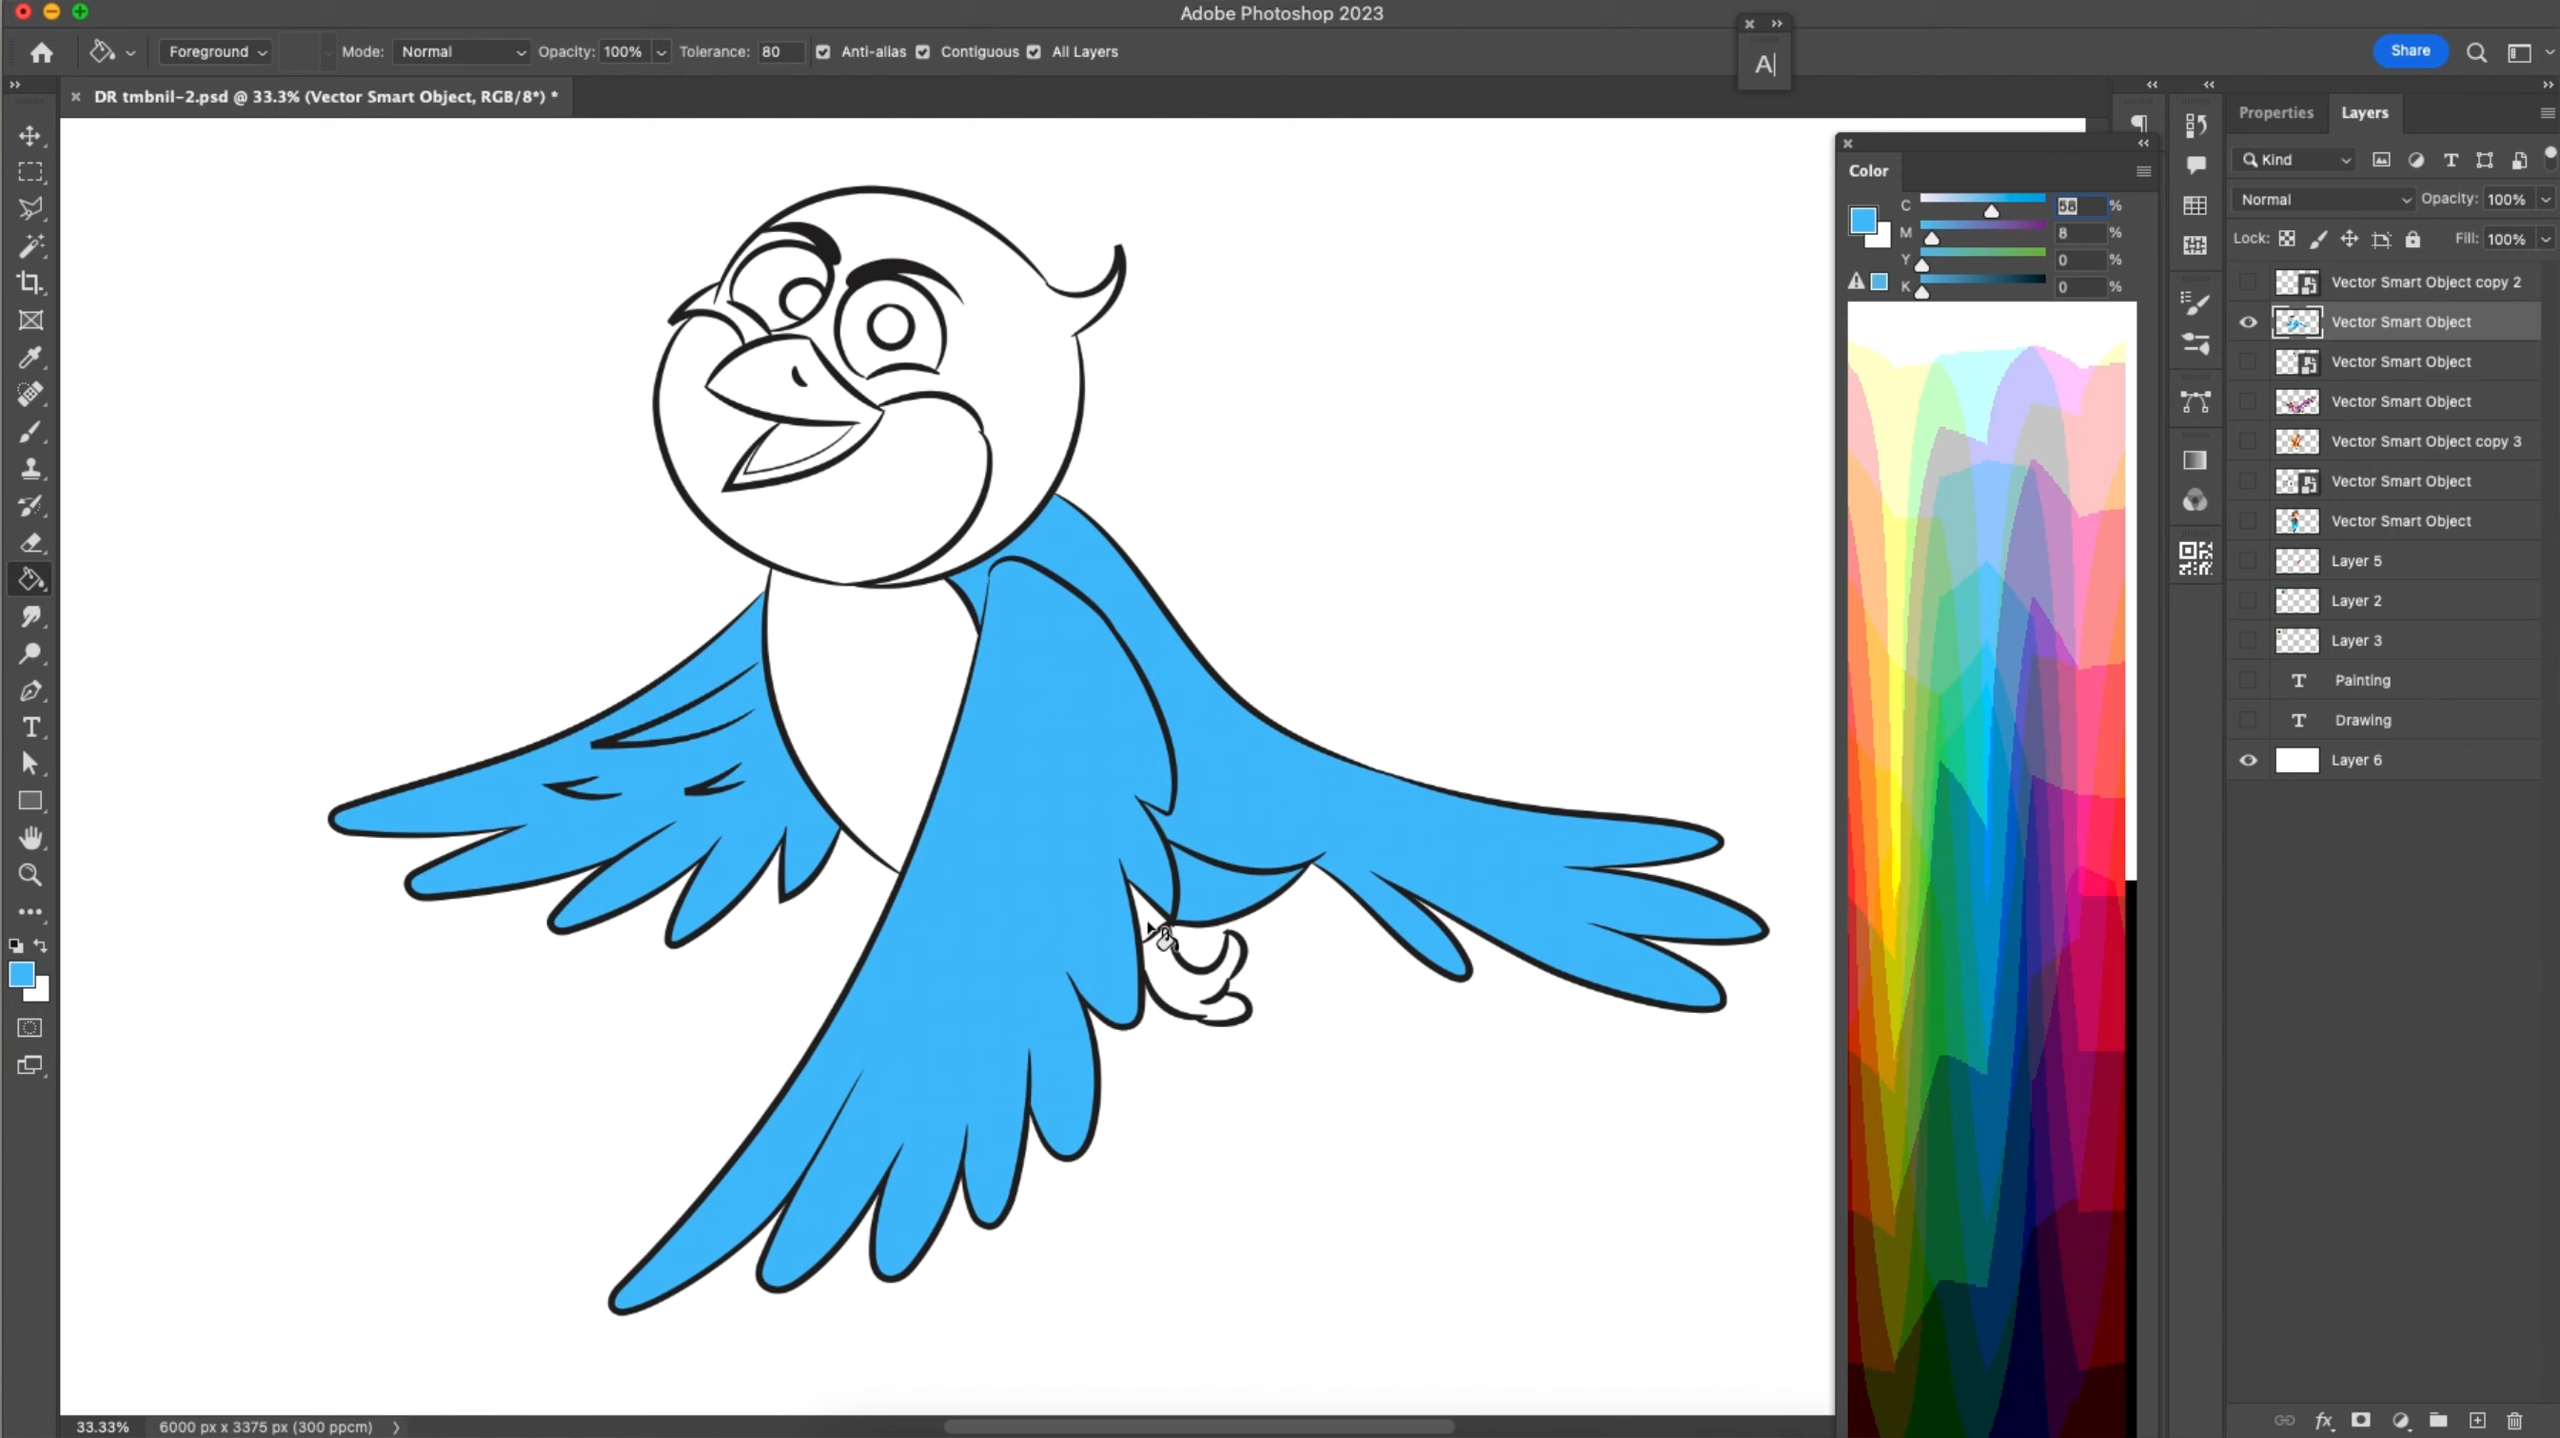 Adobe Photoshop 2023
Foreground Mode: Normal Opacity: 100% Tolerance: 80 Anti-alias Contiguous All Layers
A|
Share
DR tmbnil-2.psd @ 33.3% (Vector Smart Object, RGB/8*) *
Properties Layers
Color
C 58 %
M 8 %
Y 0 %
K 0 %
Kind
Normal Opacity: 100%
Lock: Fill: 100%
Vector Smart Object copy 2
Vector Smart Object
Vector Smart Object
Vector Smart Object
Vector Smart Object copy 3
Vector Smart Object
Vector Smart Object
Layer 5
Layer 2
Layer 3
T Painting
T Drawing
Layer 6
33.33% 6000 px x 3375 px (300 ppcm)
fx